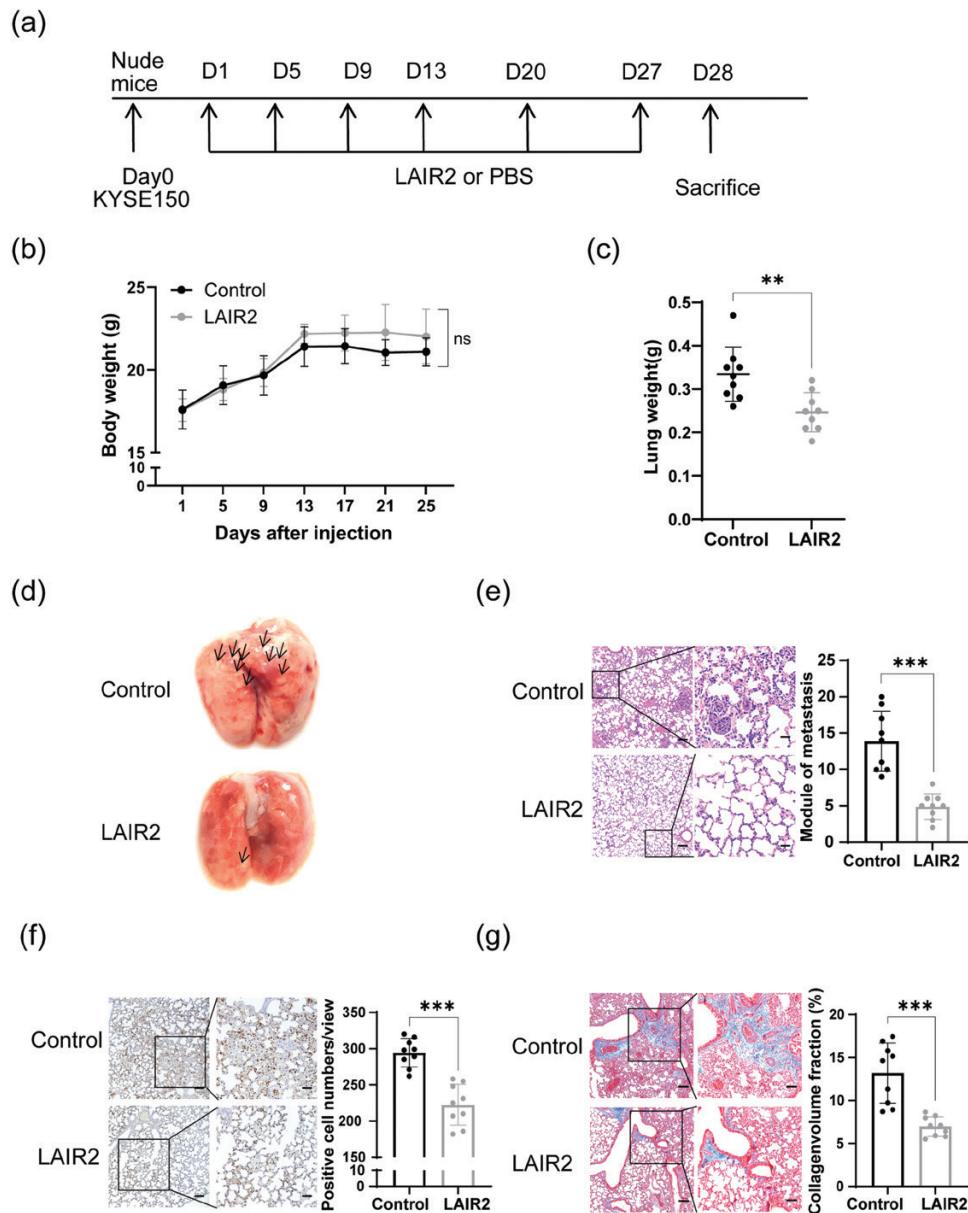 (a)
Nude mice
D1 D5 D9 D13 D20 D27 D28
Day0
KYSE150
LAIR2 or PBS
Sacrifice
(b)
Control
LAIR2
ns
25
20
15
10
0
Body weight (g)
1 5 9 13 17 21 25
Days after injection
(c)
**
0.5
0.4
0.3
0.2
0.1
0.0
Lung weight(g)
Control LAIR2
(d)
Control
LAIR2
(e)
Control
LAIR2
***
25
20
15
10
5
0
Module of metastasis
Control LAIR2
(f)
Control
LAIR2
***
350
300
250
200
150
10
0
Positive cell numbers/view
Control LAIR2
(g)
Control
LAIR2
***
20
15
10
5
0
Collagenvolume fraction (%)
Control LAIR2